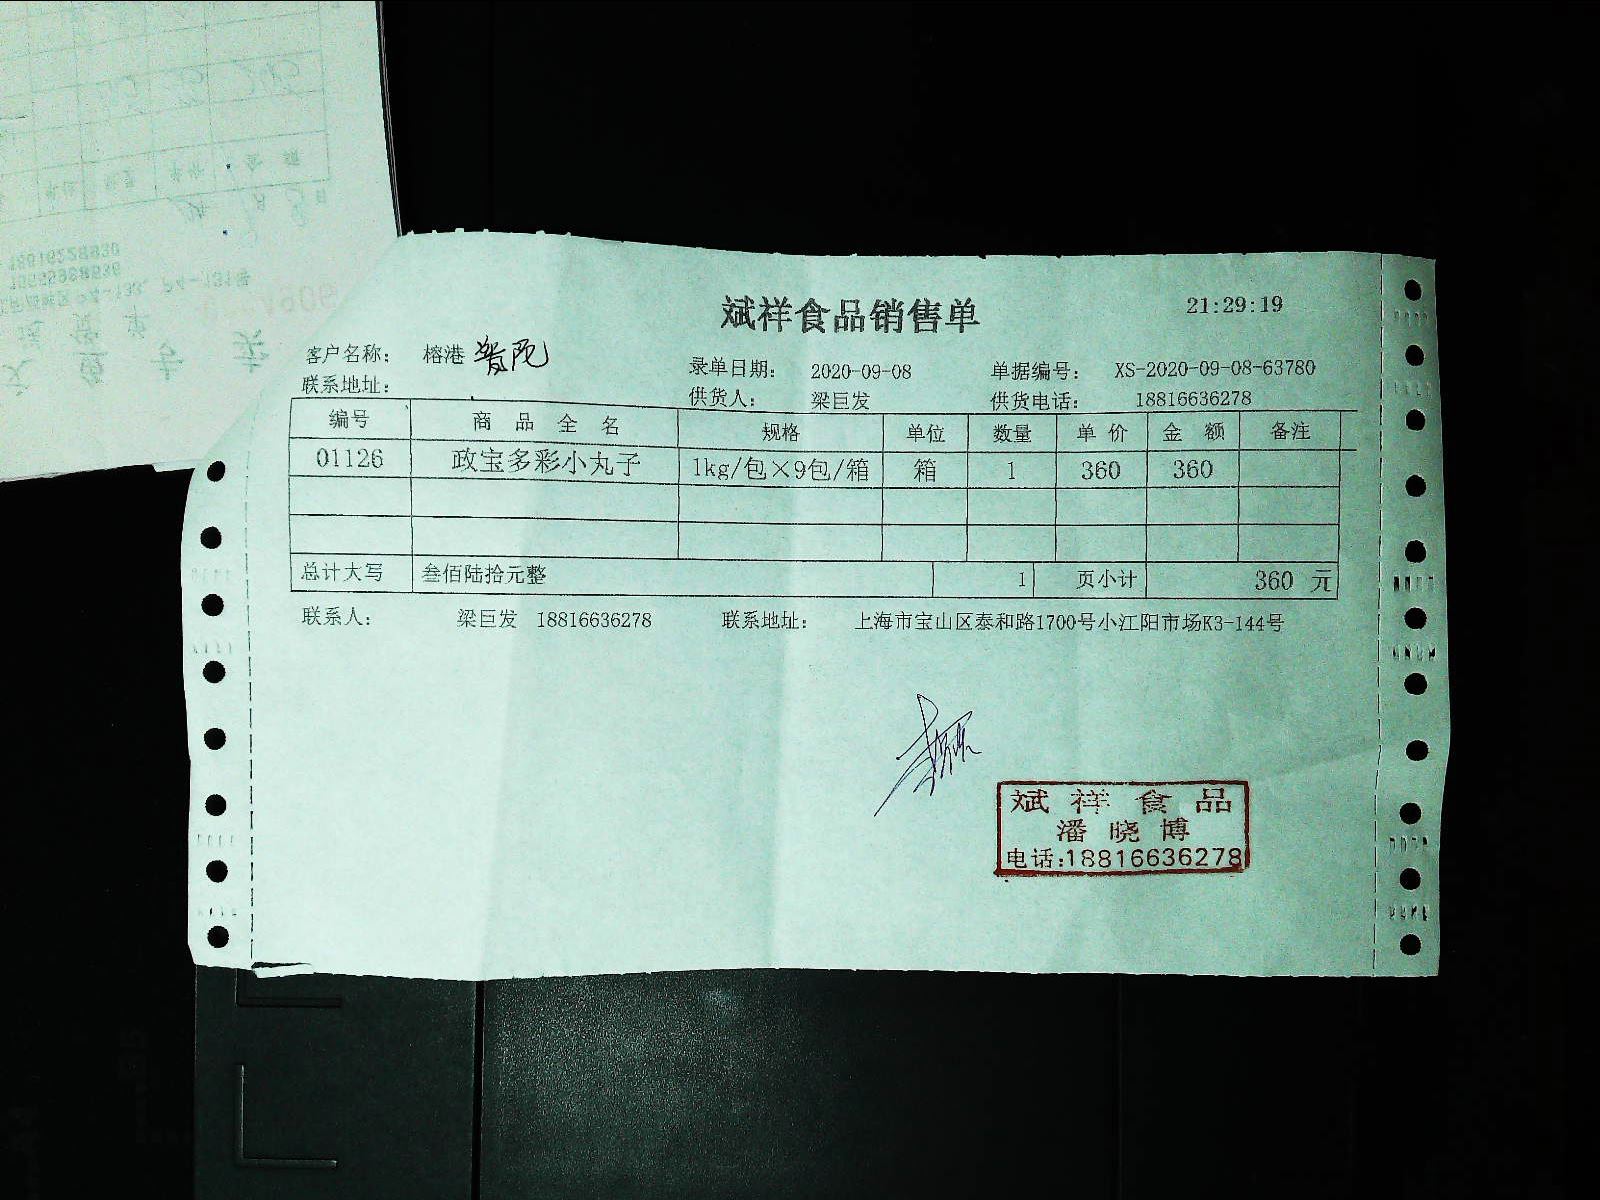 斌祥食品销售单
21:29:19
客户名称: 榕港 普陀
录单日期: 2020-09-08 单据编号: XS-2020-09-08-63780
联系地址:
供货人: 梁巨发 供货电话: 18816636278
编号 商品全名 规格 单位 数量 单价 金额 备注
01126 政宝多彩小丸子 1kg/包×9包/箱 箱 1 360 360
总计大写 叁佰陆拾元整 1 页小计 360 元
联系人: 梁巨发 18816636278 联系地址: 上海市宝山区泰和路1700号小江阳市场K3-144号
斌祥食品
潘晓博
电话:18816636278